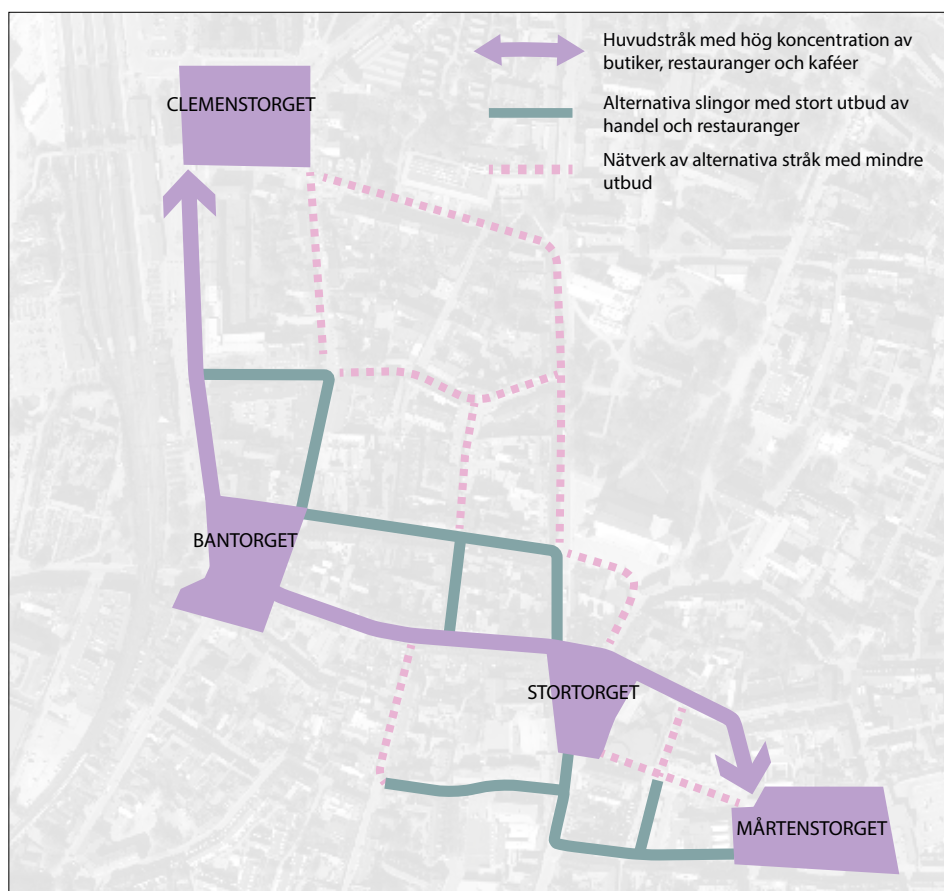 Huvudstråk med hög koncentration av
butiker, restauranger och kaféer
CLEMENSTORGET
Alternativa slingor med stort utbud av
handel och restauranger
Nätverk av alternativa stråk med mindre
utbud
BANTORGET
STORTORGET
MÅRTENSTORGET